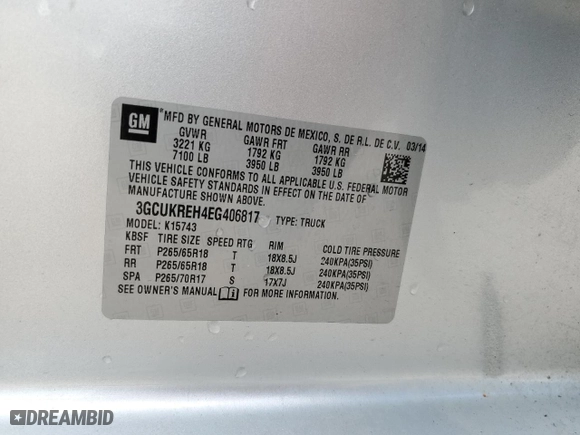 GM
MFD BY GENERAL MOTORS DE MEXICO, S. DE R.L. DE C.V. 03/14
GVWR GAWR FRT GAWR RR
3221 KG 1792 KG 1792 KG
7100 LB 3950 LB 3950 LB
THIS VEHICLE CONFORMS TO ALL APPLICABLE U.S. FEDERAL MOTOR
VEHICLE SAFETY STANDARDS IN EFFECT ON THE DATE OF
MANUFACTURE SHOWN ABOVE.
3GCUKREH4EG406817 TYPE: TRUCK
MODEL: K15743
KBSF TIRE SIZE SPEED RTG RIM COLD TIRE PRESSURE
FRT P265/65R18 T 18X8.5J 240KPA(35PSI)
RR P265/65R18 T 18X8.5J 240KPA(35PSI)
SPA P265/70R17 S 17X7J 240KPA(35PSI)
SEE OWNER'S MANUAL
DREAMBID